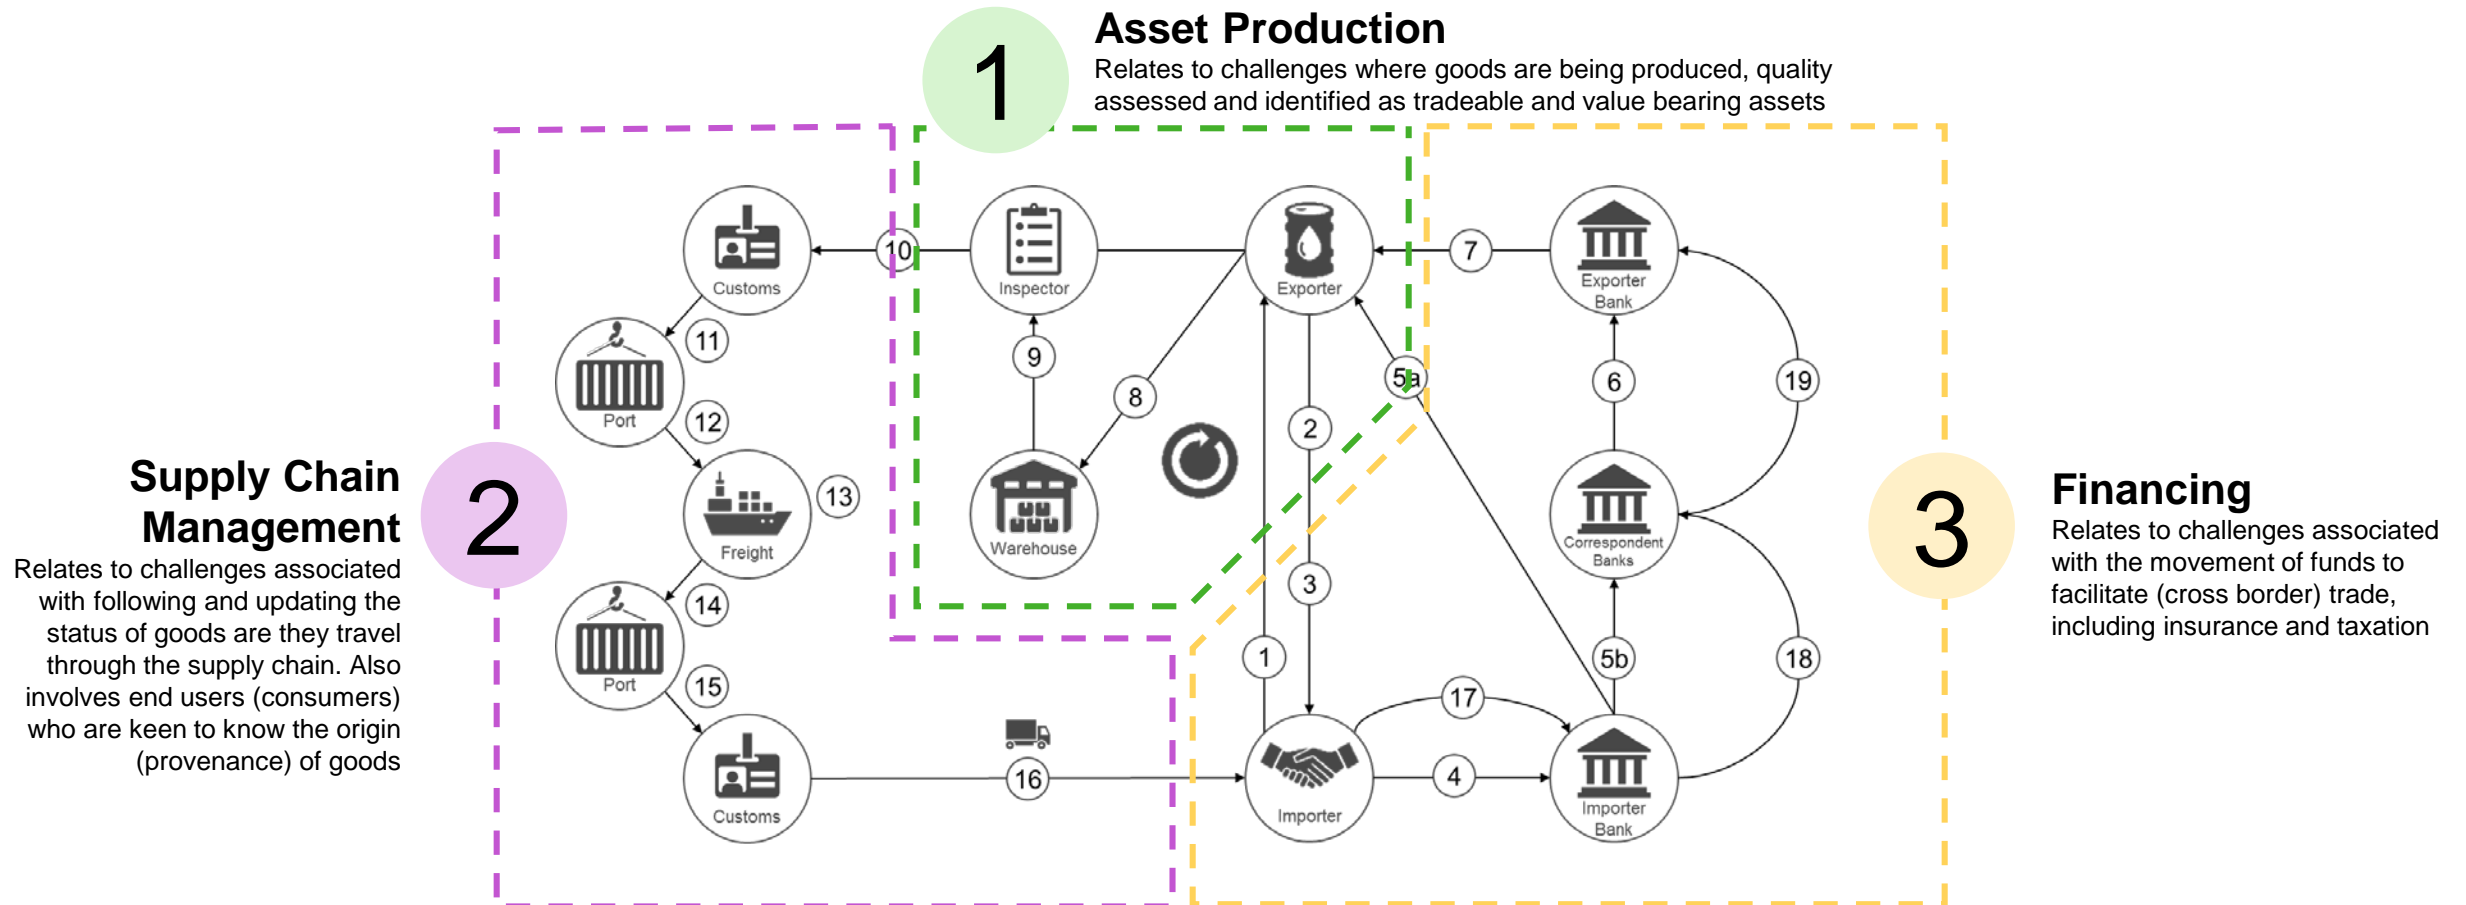 1
Asset Production
Relates to challenges where goods are being produced, quality
assessed and identified as tradeable and value bearing assets
2
Supply Chain
Management
Relates to challenges associated
with following and updating the
status of goods are they travel
through the supply chain. Also
involves end users (consumers)
who are keen to know the origin
(provenance) of goods
3
Financing
Relates to challenges associated
with the movement of funds to
facilitate (cross border) trade,
including insurance and taxation
Customs
10
Inspector
Exporter
7
Exporter
Bank
11
Port
12
9
8
2
5a
6
19
Freight
13
Warehouse
Correspondent
Banks
3
14
Port
15
1
5b
18
17
Customs
16
Importer
4
Importer
Bank